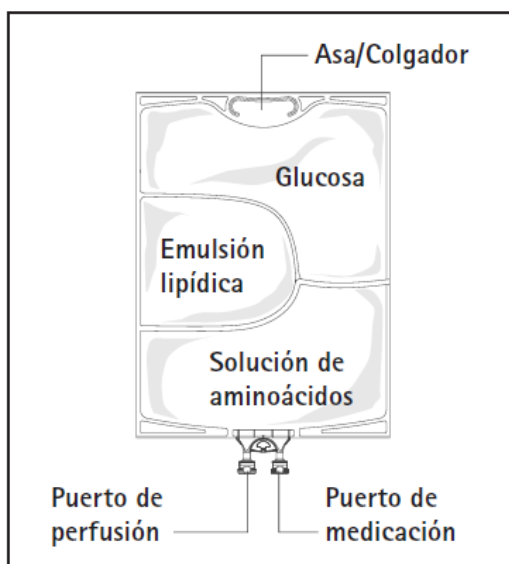 Asa/Colgador
Glucosa
Emulsión
lipídica
Solución de
aminoácidos
Puerto de
perfusión
Puerto de
medicación